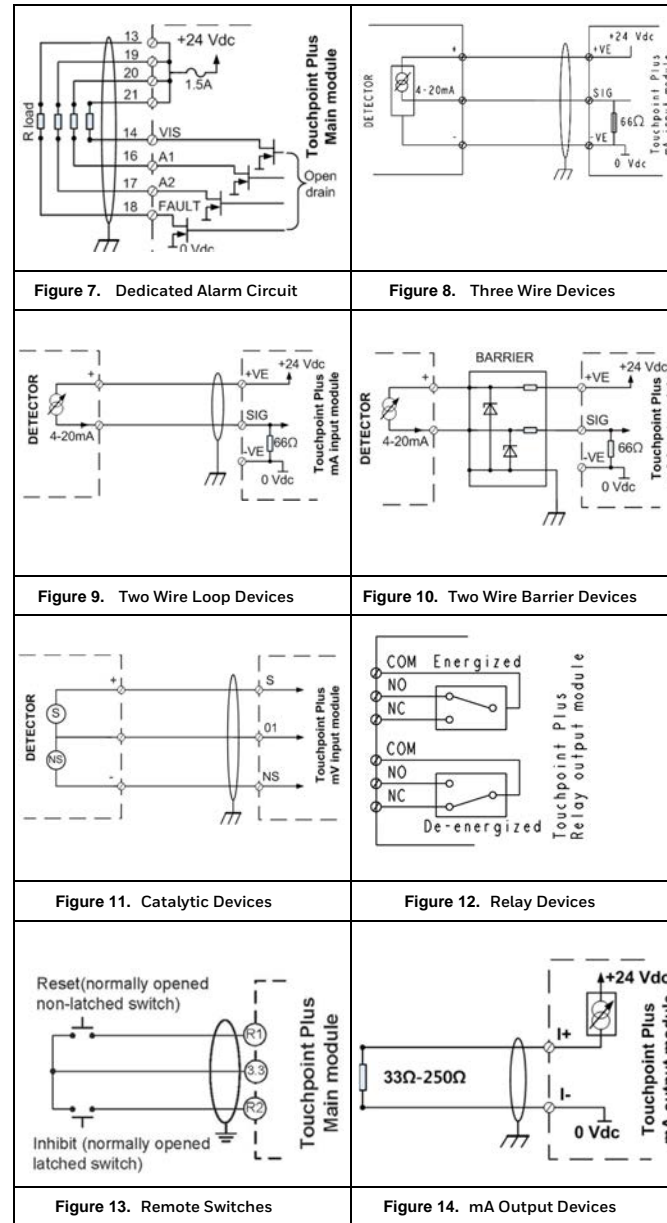 13
+24 Vdc
19
20
1.5A
21
R load
14 VIS
16 A1
17 A2
18 FAULT
Open
drain
0 Vdc
Touchpoint Plus
Main module
Figure 7. Dedicated Alarm Circuit
DETECTOR
+
4-20mA
-
+24 Vdc
+VE
SIG
66Ω
-VE
0 Vdc
Touchpoint Plus
Figure 8. Three Wire Devices
DETECTOR
+
4-20mA
+24 Vdc
+VE
SIG
66Ω
-VE
0 Vdc
Touchpoint Plus
mA input module
Figure 9. Two Wire Loop Devices
DETECTOR
+
4-20mA
BARRIER
+24 Vdc
+VE
SIG
66Ω
-VE
0 Vdc
Touchpoint Plus
Figure 10. Two Wire Barrier Devices
DETECTOR
+
S
NS
-
S
01
NS
Touchpoint Plus
mV input module
Figure 11. Catalytic Devices
COM Energized
NO
NC
COM
NO
NC
De-energized
Touchpoint Plus
Relay output module
Figure 12. Relay Devices
Reset(normally opened
non-latched switch)
R1
3.3
R2
Inhibit (normally opened
latched switch)
Touchpoint Plus
Main module
Figure 13. Remote Switches
+24 Vdc
I+
33Ω-250Ω
I-
0 Vdc
Touchpoint Plus
mA output module
Figure 14. mA Output Devices